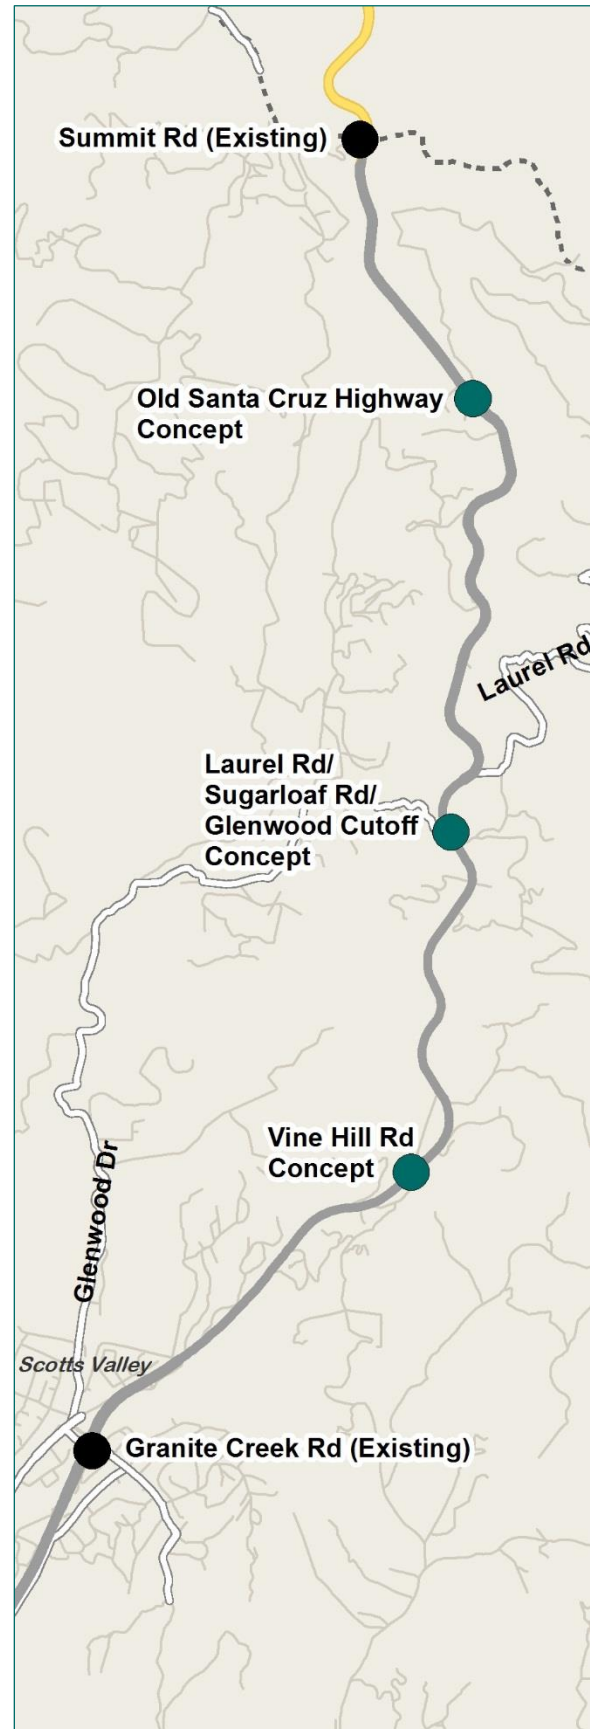 Summit Rd (Existing)
Old Santa Cruz Highway
Concept
Laurel Rd
Laurel Rd/
Sugarloaf Rd/
Glenwood Cutoff
Concept
Vine Hill Rd
Concept
Glenwood Dr
Scotts Valley
Granite Creek Rd (Existing)